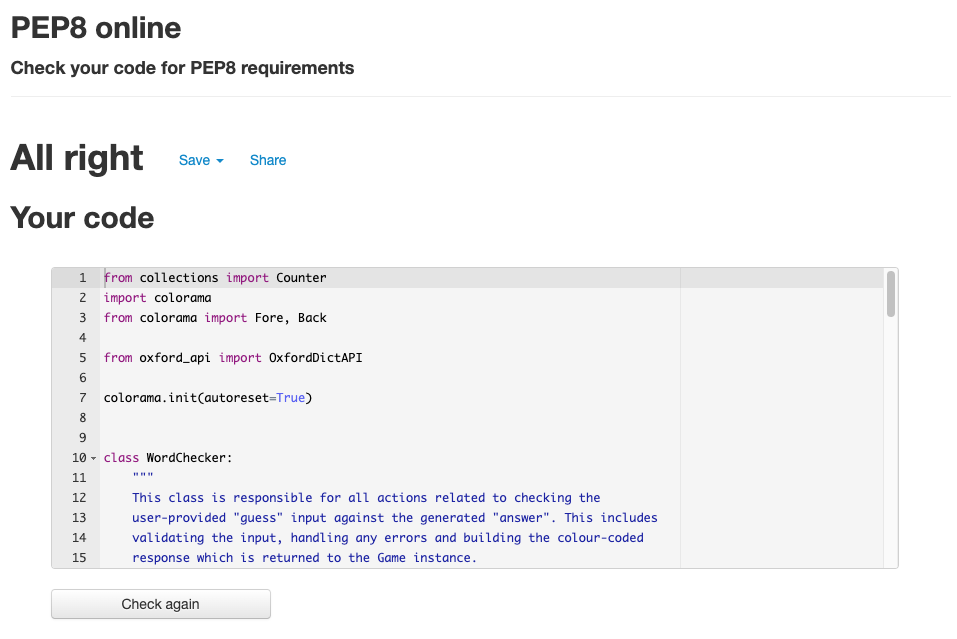 PEP8 online
Check your code for PEP8 requirements
All right Save Share
Your code
1 from collections import Counter
2 import colorama
3 from colorama import Fore, Back
4
5 from oxford_api import OxfordDictAPI
6
7 colorama.init(autoreset=True)
8
9
10 class WordChecker:
11     """
12     This class is responsible for all actions related to checking the
13     user-provided "guess" input against the generated "answer". This includes
14     validating the input, handling any errors and building the colour-coded
15     response which is returned to the Game instance.
Check again